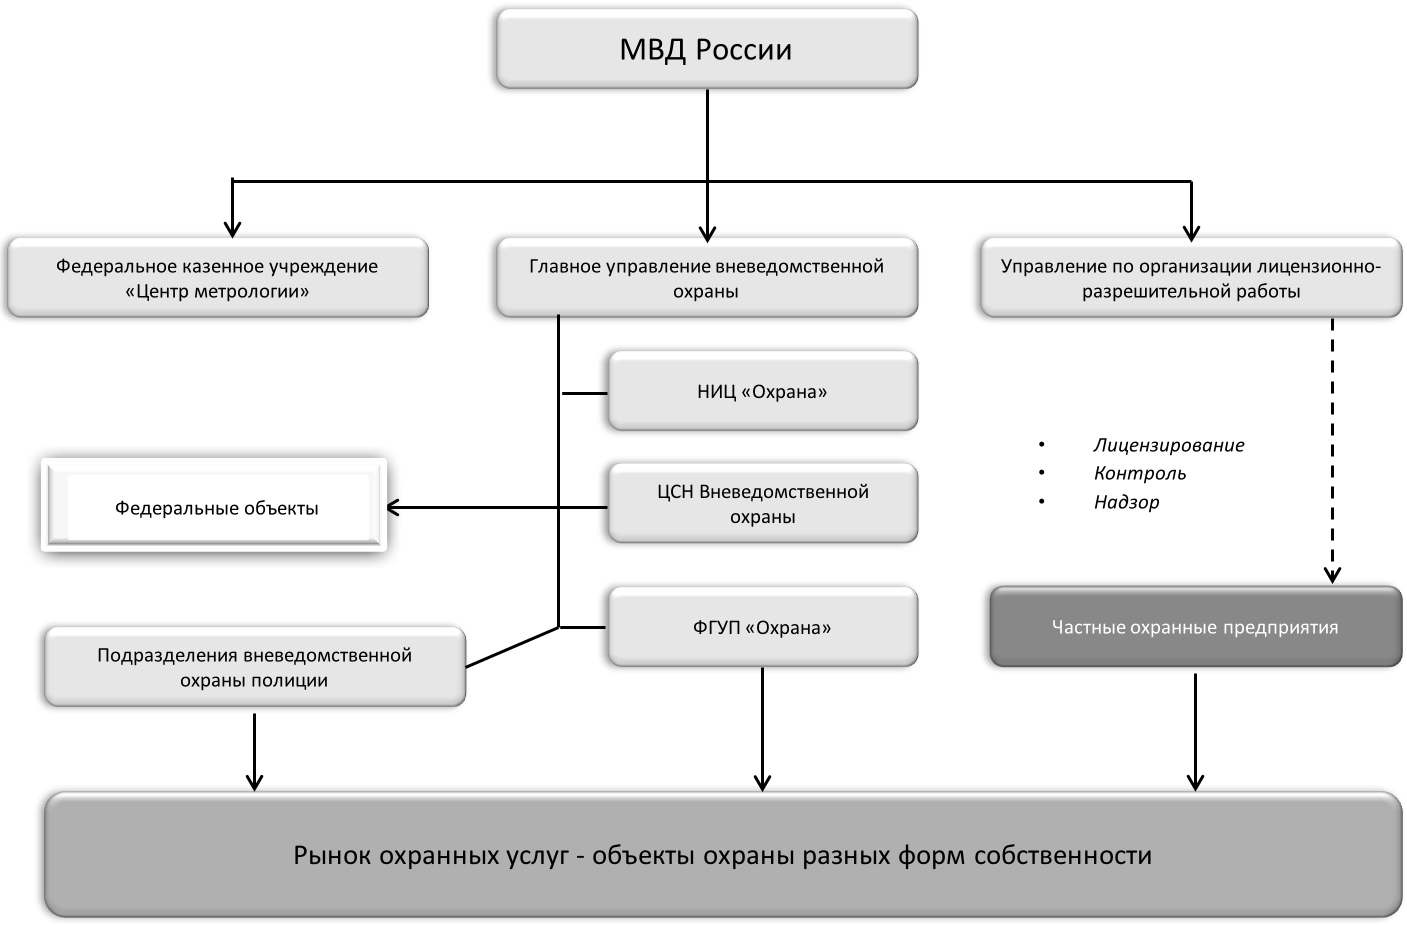 МВД России
Федеральное казенное учреждение
«Центр метрологии»
Главное управление вневедомственной
охраны
Управление по организации лицензионно-
разрешительной работы
НИЦ «Охрана»
• Лицензирование
• Контроль
• Надзор
ЦСН Вневедомственной
охраны
Федеральные объекты
ФГУП «Охрана»
Частные охранные предприятия
Подразделения вневедомственной
охраны полиции
Рынок охранных услуг - объекты охраны разных форм собственности